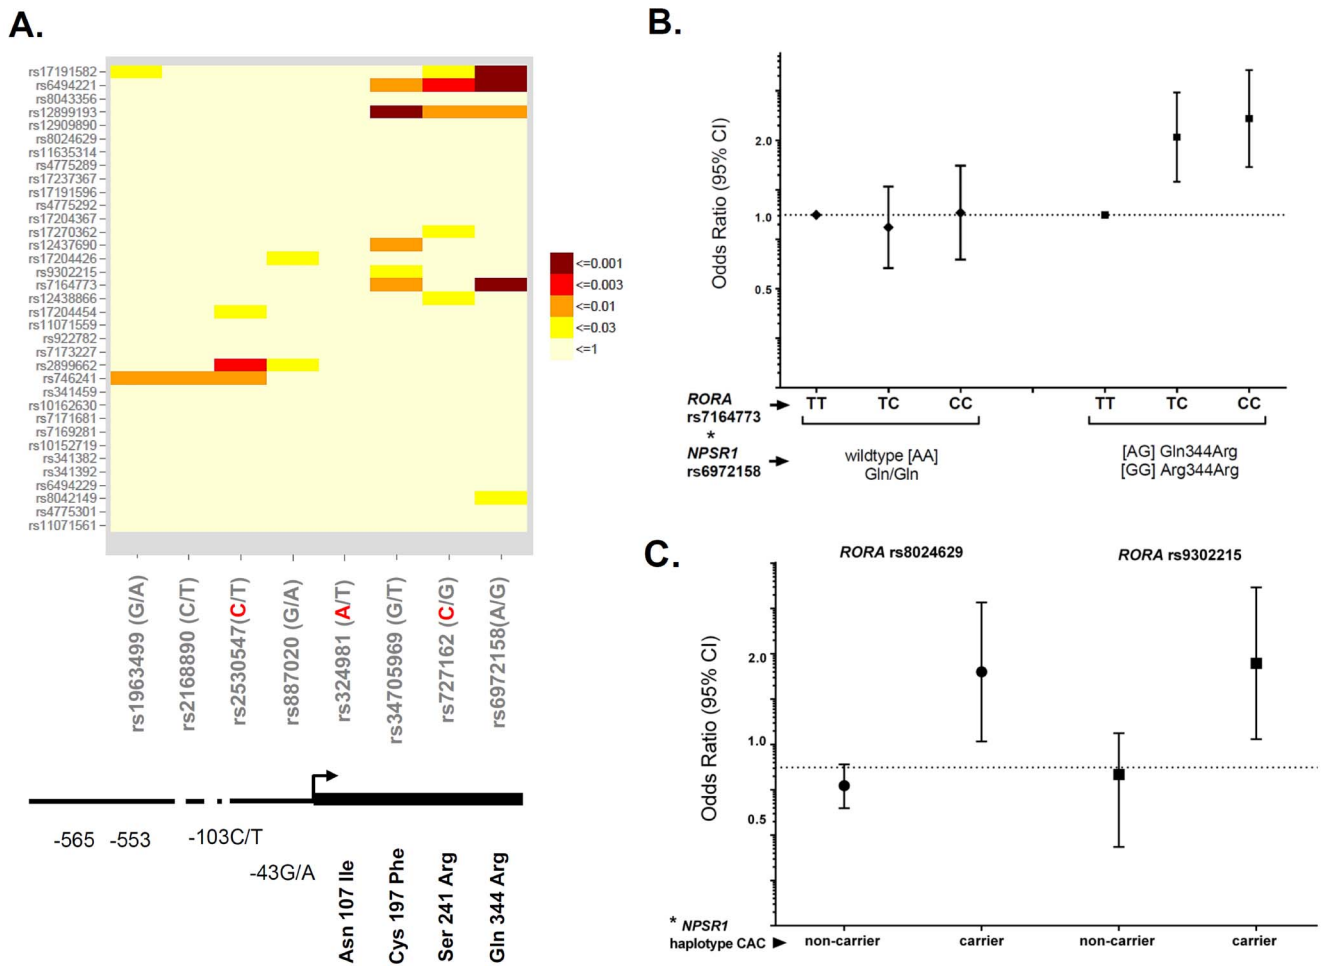 A.
rs17191582
rs6494221
rs8043356
rs12899193
rs12909890
rs8024629
rs11635314
rs4775289
rs17237367
rs17191596
rs4775292
rs17204367
rs17270362
rs12437690
rs17204426
rs9302215
rs7164773
rs12438866
rs17204454
rs11071559
rs922782
rs7173227
rs2899662
rs746241
rs341459
rs10162630
rs7171681
rs7169281
rs10152719
rs341382
rs341392
rs6494229
rs8042149
rs4775301
rs11071561
<=0.001
<=0.003
<=0.01
<=0.03
<=1
rs1963499 (G/A)
rs2168890 (C/T)
rs2530547(C/T)
rs887020 (G/A)
rs324981 (A/T)
rs34705969 (G/T)
rs727162 (C/G)
rs6972158(A/G)
-565 -553
-103C/T
-43G/A
Asn 107 Ile
Cys 197 Phe
Ser 241 Arg
Gln 344 Arg
B.
Odds Ratio (95% CI)
2.0
1.0
0.5
RORA
rs7164773
TT TC CC TT TC CC
*
NPSR1
rs6972158
wildtype [AA]
Gln/Gln
[AG] Gln344Arg
[GG] Arg344Arg
C.
RORA rs8024629
RORA rs9302215
Odds Ratio (95% CI)
2.0
1.0
0.5
* NPSR1
haplotype CAC
non-carrier carrier non-carrier carrier